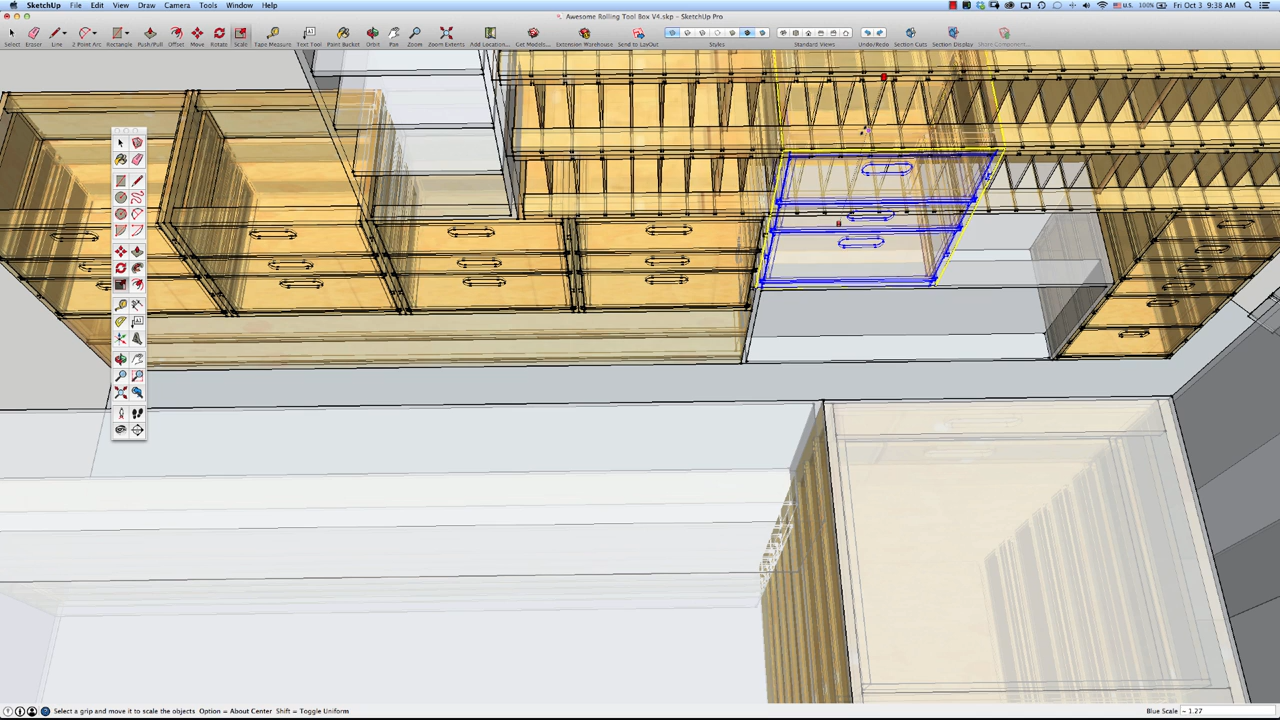 SketchUp File Edit View Camera Draw Tools Window Help
U.S. 100% Fri Oct 3 9:38 AM
Awesome Rolling Tool Box V4.skp - SketchUp Pro
Select Eraser Line 2 Point Arc Rectangle Push/Pull Offset Move Rotate Scale Tape Measure Text Tool Paint Bucket Orbit Pan Zoom Zoom Extents Add Location... Get Models... Extension Warehouse Send to LayOut Styles Standard Views Undo/Redo Section Cuts Section Display Share Component...
Select a grip and move it to scale the objects Option = About Center Shift = Toggle Uniform
Blue Scale ~ 1.27